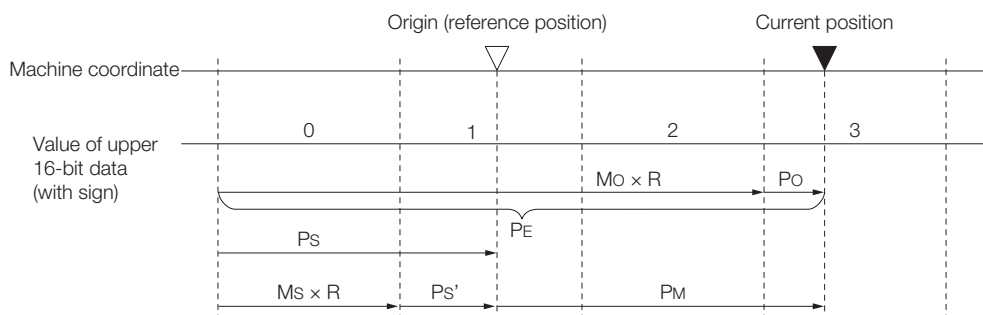 Origin (reference position) Current position
Machine coordinate
0 1 2 3
Value of upper
16-bit data
(with sign)
MO × R PO
PE
PS
MS × R PS' PM